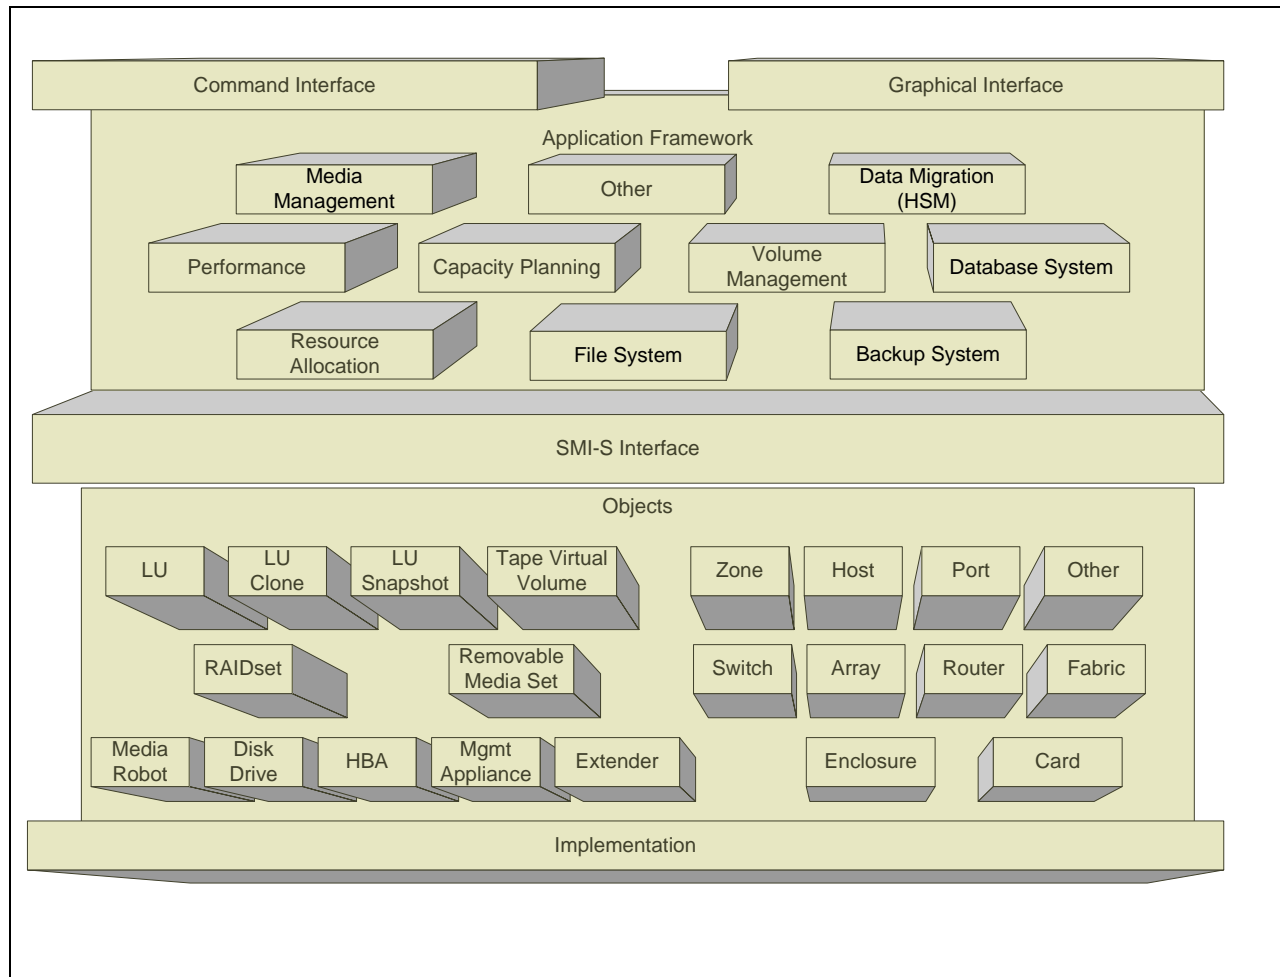 Command Interface
Graphical Interface
Application Framework
Media
Management
Other
Data Migration
(HSM)
Performance
Capacity Planning
Volume
Management
Database System
Resource
Allocation
File System
Backup System
SMI-S Interface
Objects
LU
LU
Clone
LU
Snapshot
Tape Virtual
Volume
Zone
Host
Port
Other
RAIDset
Removable
Media Set
Switch
Array
Router
Fabric
Media
Robot
Disk
Drive
HBA
Mgmt
Appliance
Extender
Enclosure
Card
Implementation